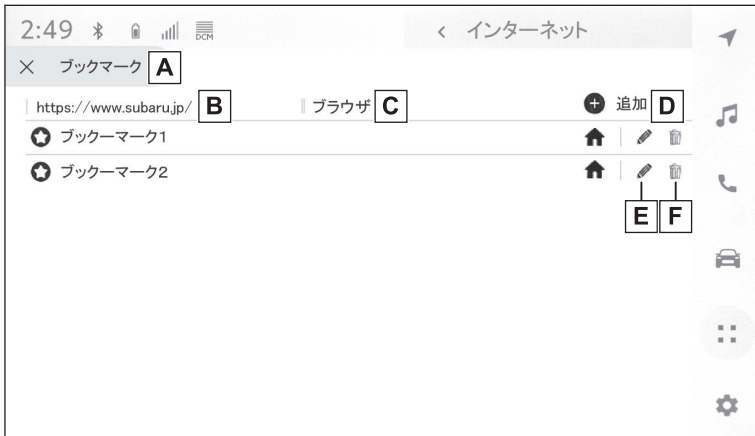 2:49 DCM < インターネット
× ブックマーク A
https://www.subaru.jp/ B ブラウザ C 追加 D
ブックーマーク1
ブックーマーク2
E F